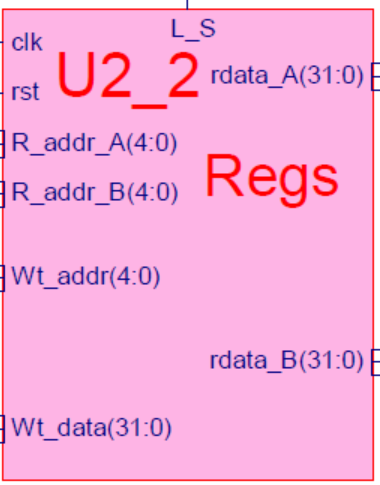 L_S
clk
U2_2
rdata_A(31:0)
rst
R_addr_A(4:0)
Regs
R_addr_B(4:0)
Wt_addr(4:0)
rdata_B(31:0)
Wt_data(31:0)